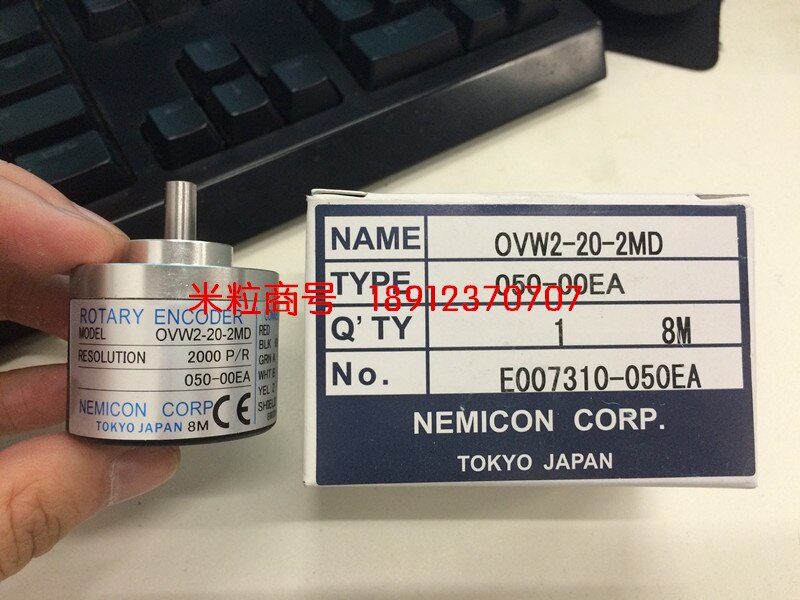 ROTARY ENCODER
MODEL OVW2-20-2MD
RESOLUTION 2000 P/R
050-00EA
NEMICON CORP
TOKYO JAPAN 8M
CE
RED
BLK
GRN A
WHT B
YEL Z
SHIELD
NAME OVW2-20-2MD
TYPE 050-00EA
Q'TY 1 8M
No. E007310-050EA
NEMICON CORP.
TOKYO JAPAN
米粒商号 18912370707